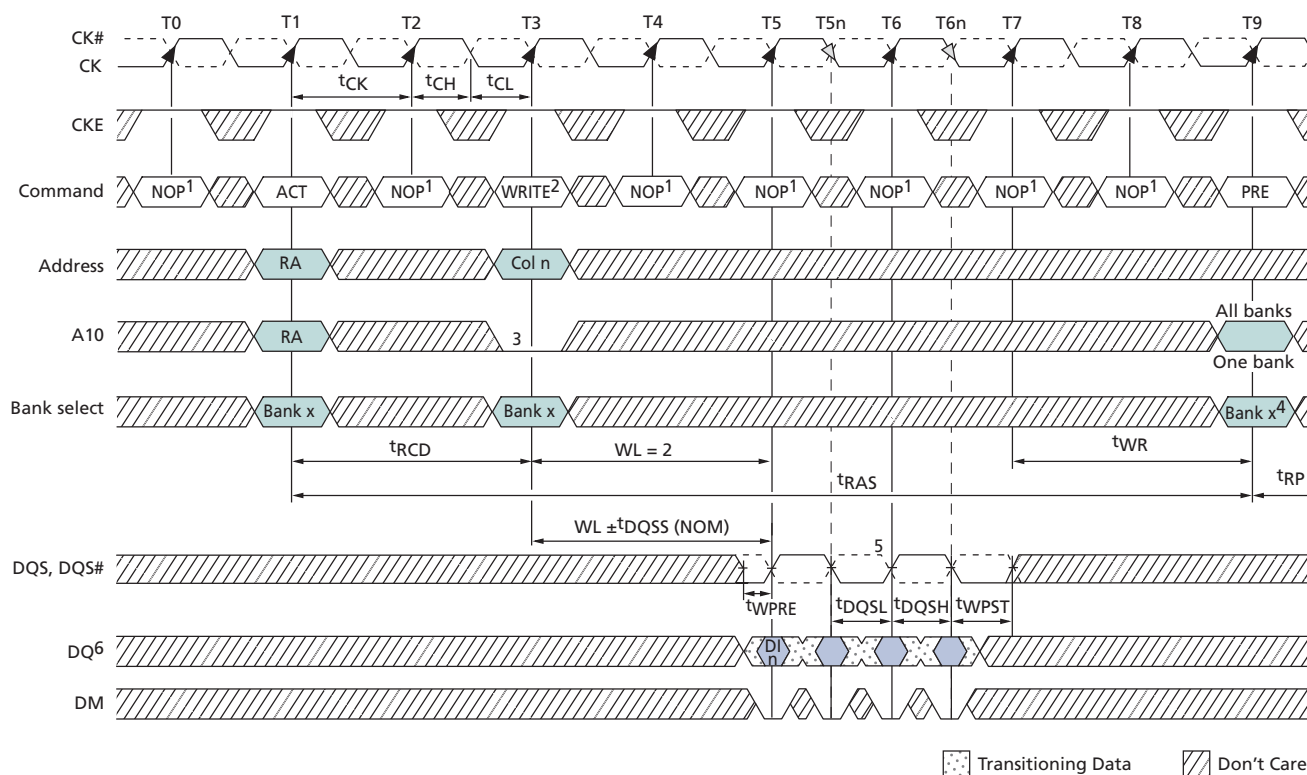 T0 T1 T2 T3 T4 T5 T5n T6 T6n T7 T8 T9
CK#
CK
tCK tCH tCL
CKE
Command NOP1 ACT NOP1 WRITE2 NOP1 NOP1 NOP1 NOP1 NOP1 PRE
Address RA Col n
All banks
A10 RA 3
One bank
Bank select Bank x Bank x Bank x4
tRCD WL = 2 tWR
tRAS tRP
WL ±tDQSS (NOM)
5
DQS, DQS#
tWPRE tDQSL tDQSH tWPST
DQ6 DI n
DM
Transitioning Data Don't Care